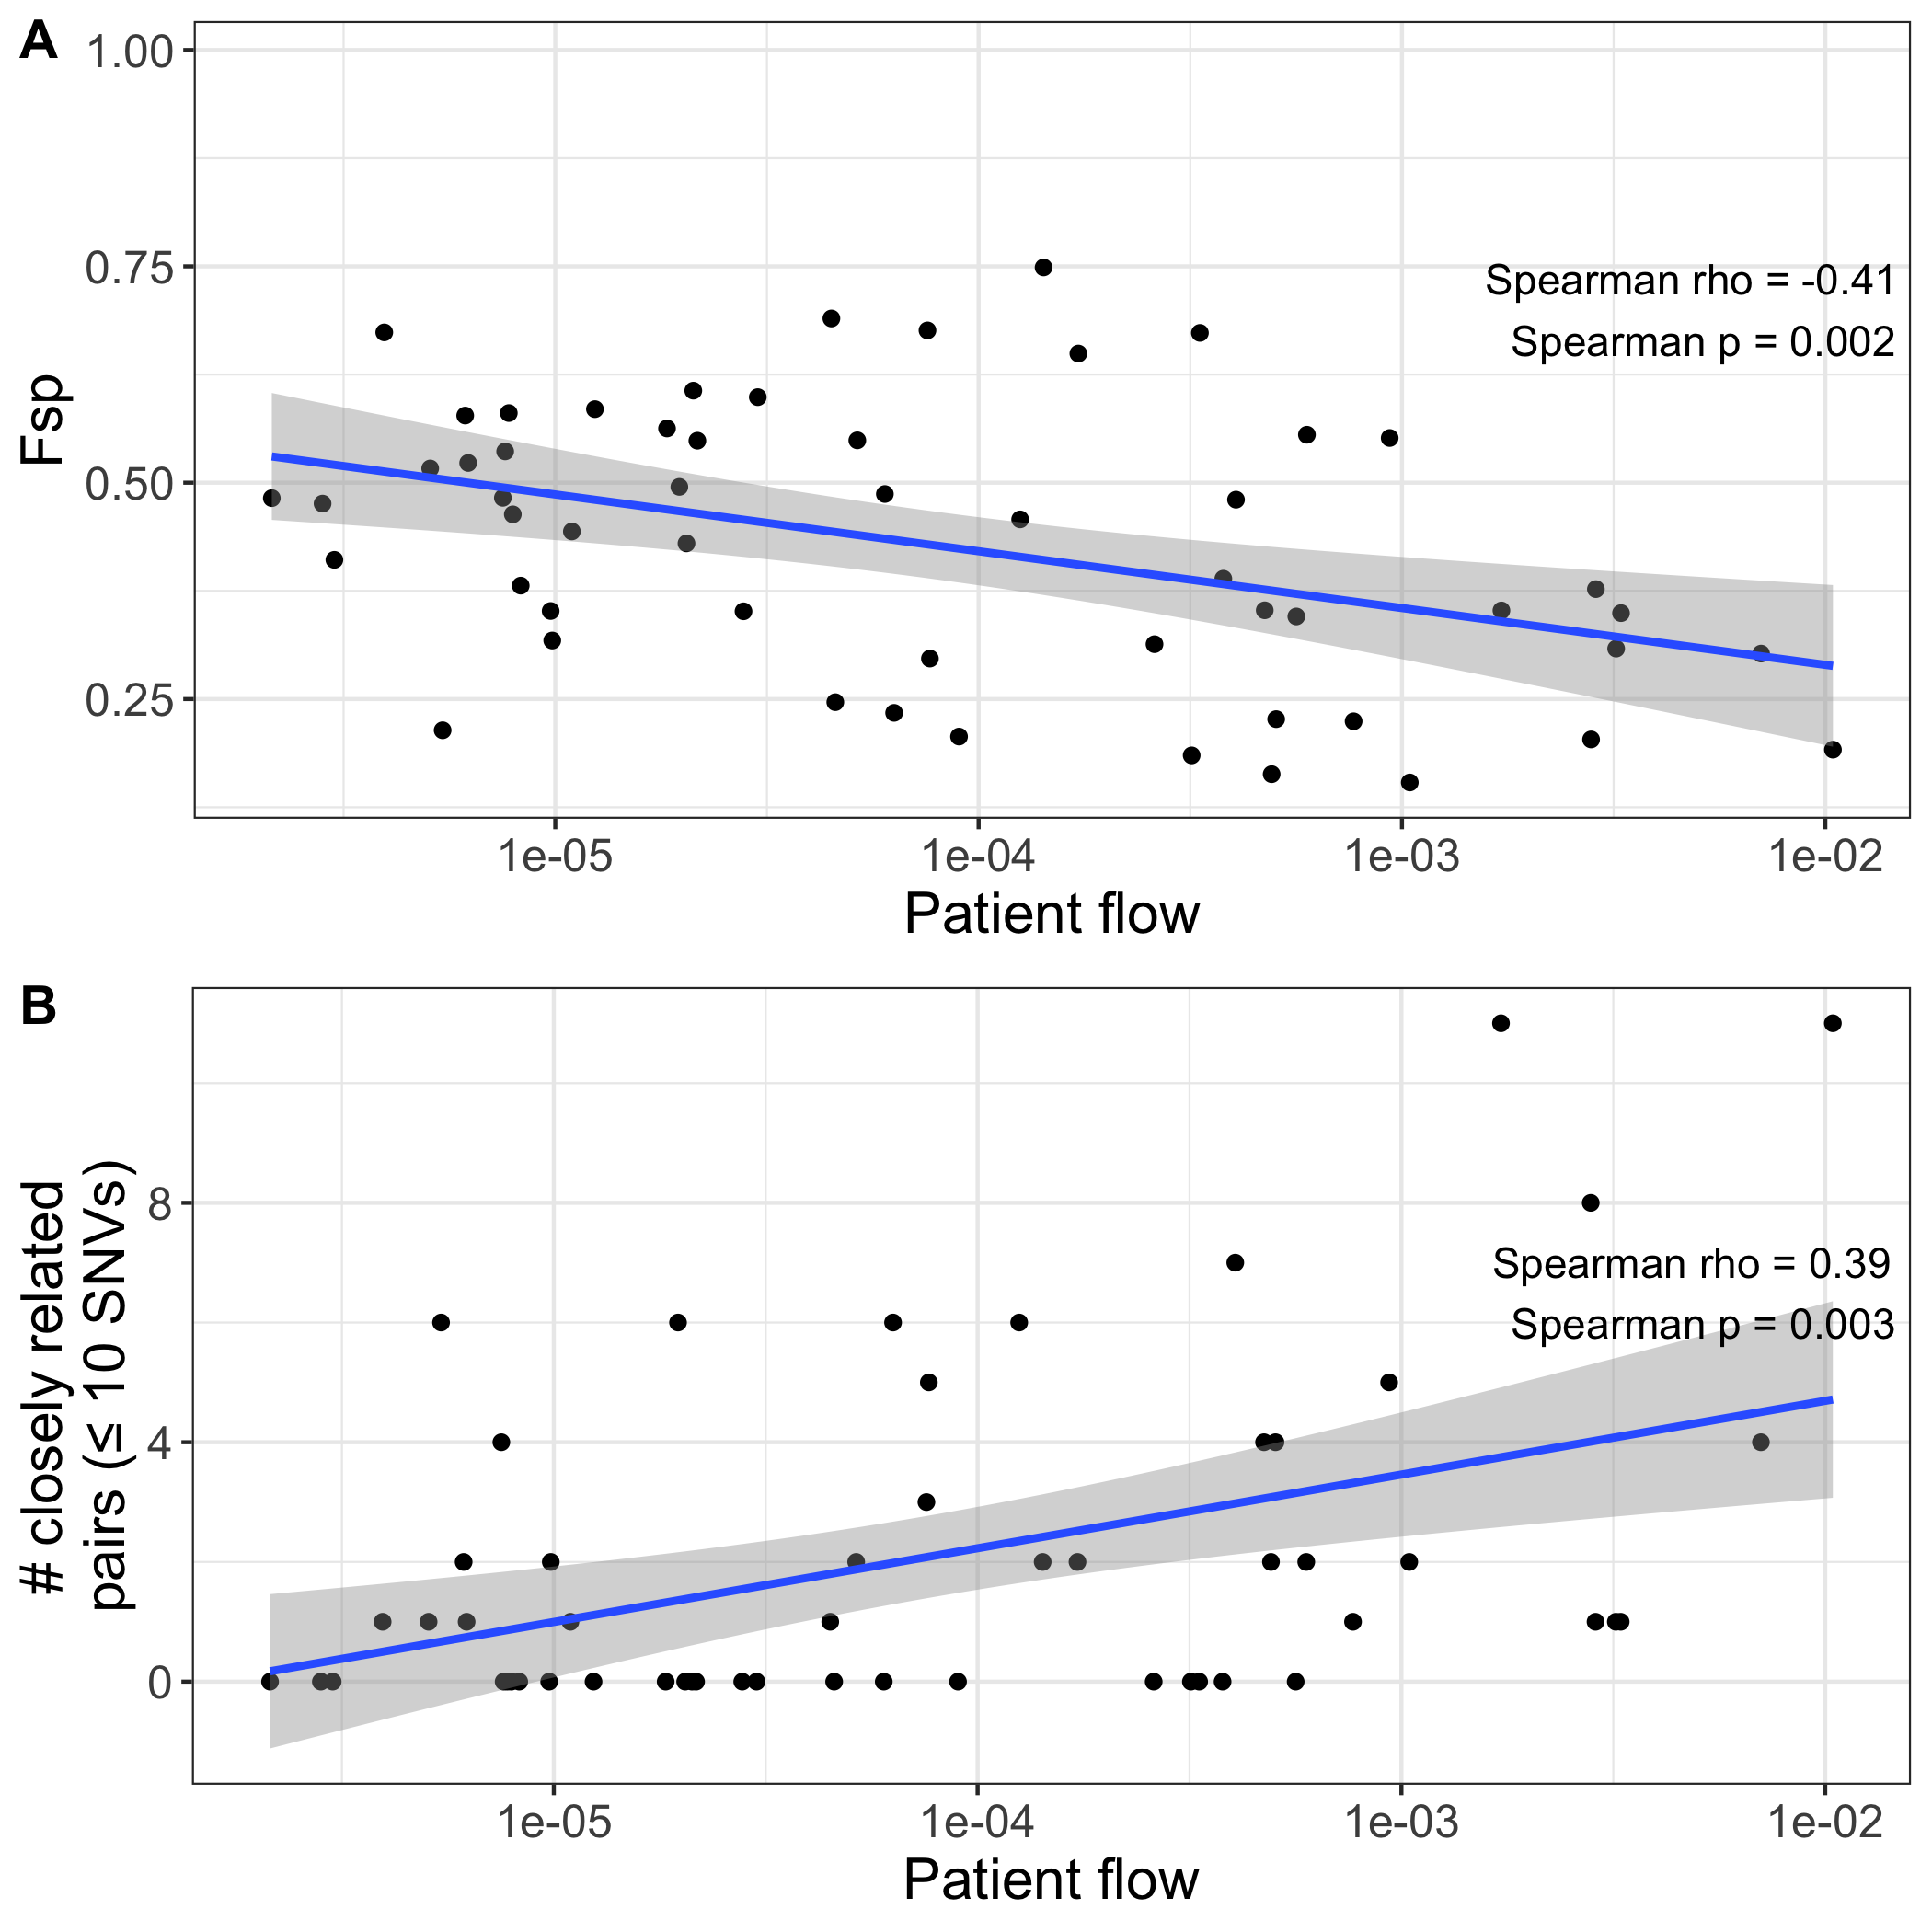 A
1.00
0.75
0.50
0.25
Fsp
Spearman rho = -0.41
Spearman p = 0.002
1e-05 1e-04 1e-03 1e-02
Patient flow
B
8
4
0
# closely related
pairs (≤ 10 SNVs)
Spearman rho = 0.39
Spearman p = 0.003
1e-05 1e-04 1e-03 1e-02
Patient flow